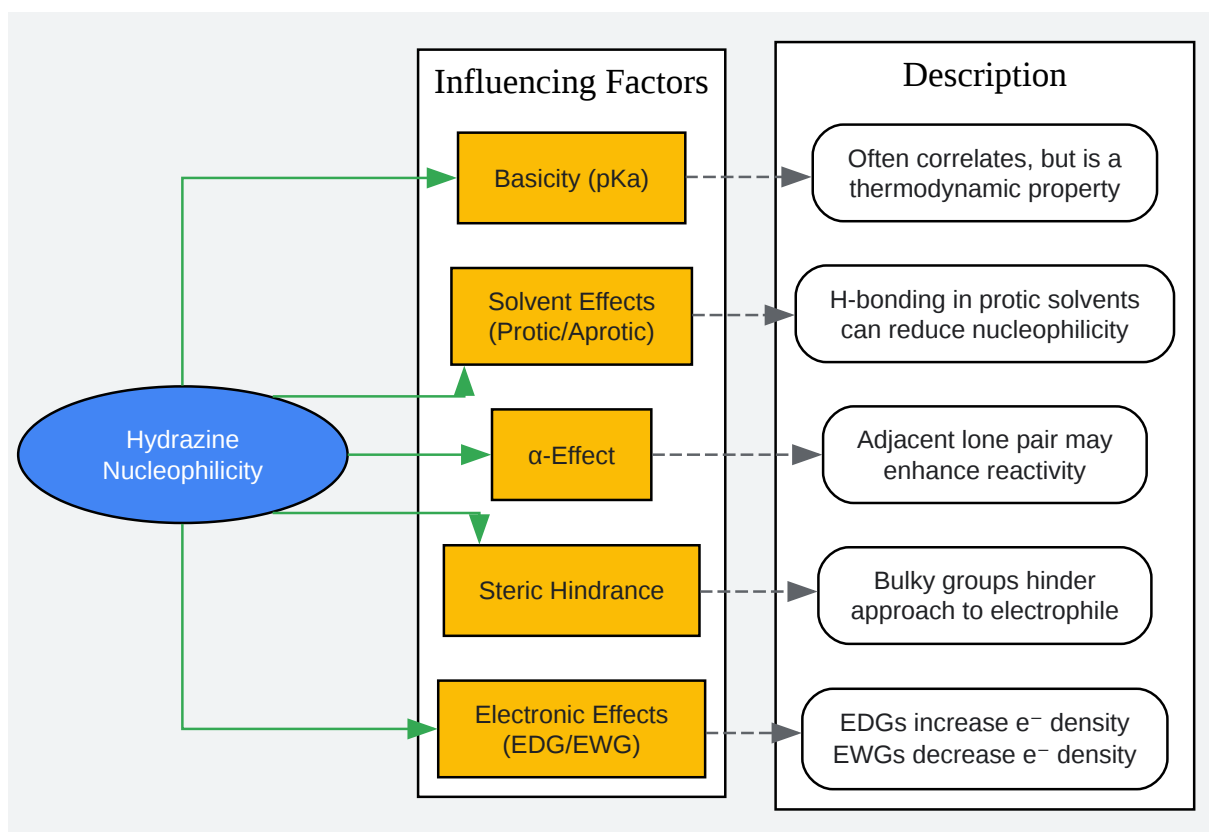 Influencing Factors
Description
Basicity (pKa)
Often correlates, but is a
thermodynamic property
Solvent Effects
(Protic/Aprotic)
H-bonding in protic solvents
can reduce nucleophilicity
Hydrazine
Nucleophilicity
α-Effect
Adjacent lone pair may
enhance reactivity
Steric Hindrance
Bulky groups hinder
approach to electrophile
Electronic Effects
(EDG/EWG)
EDGs increase e⁻ density
EWGs decrease e⁻ density